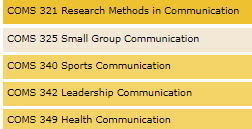 COMS 321 Research Methods in Communication
COMS 325 Small Group Communication
COMS 340 Sports Communication
COMS 342 Leadership Communication
COMS 349 Health Communication